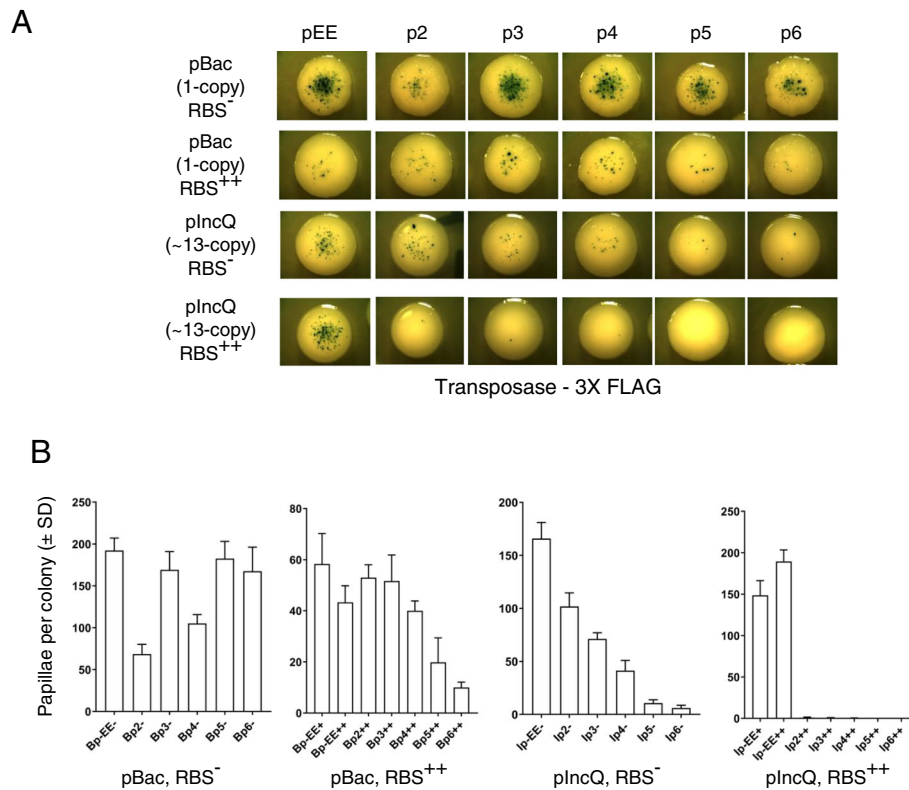 A
pEE p2 p3 p4 p5 p6
pBac
(1-copy)
RBS-
pBac
(1-copy)
RBS++
pIncQ
(~13-copy)
RBS-
pIncQ
(~13-copy)
RBS++
Transposase - 3X FLAG
B
Papillae per colony (± SD)
250
200
150
100
50
0
Bp-EE- Bp2- Bp3- Bp4- Bp5- Bp6-
pBac, RBS-
80
60
40
20
0
Bp-EE+ Bp-EE++ Bp2++ Bp3++ Bp4++ Bp5++ Bp6++
pBac, RBS++
200
150
100
50
0
Ip-EE- Ip2- Ip3- Ip4- Ip5- Ip6-
pIncQ, RBS-
250
200
150
100
50
0
Ip-EE+ Ip-EE++ Ip2++ Ip3++ Ip4++ Ip5++ Ip6++
pIncQ, RBS++